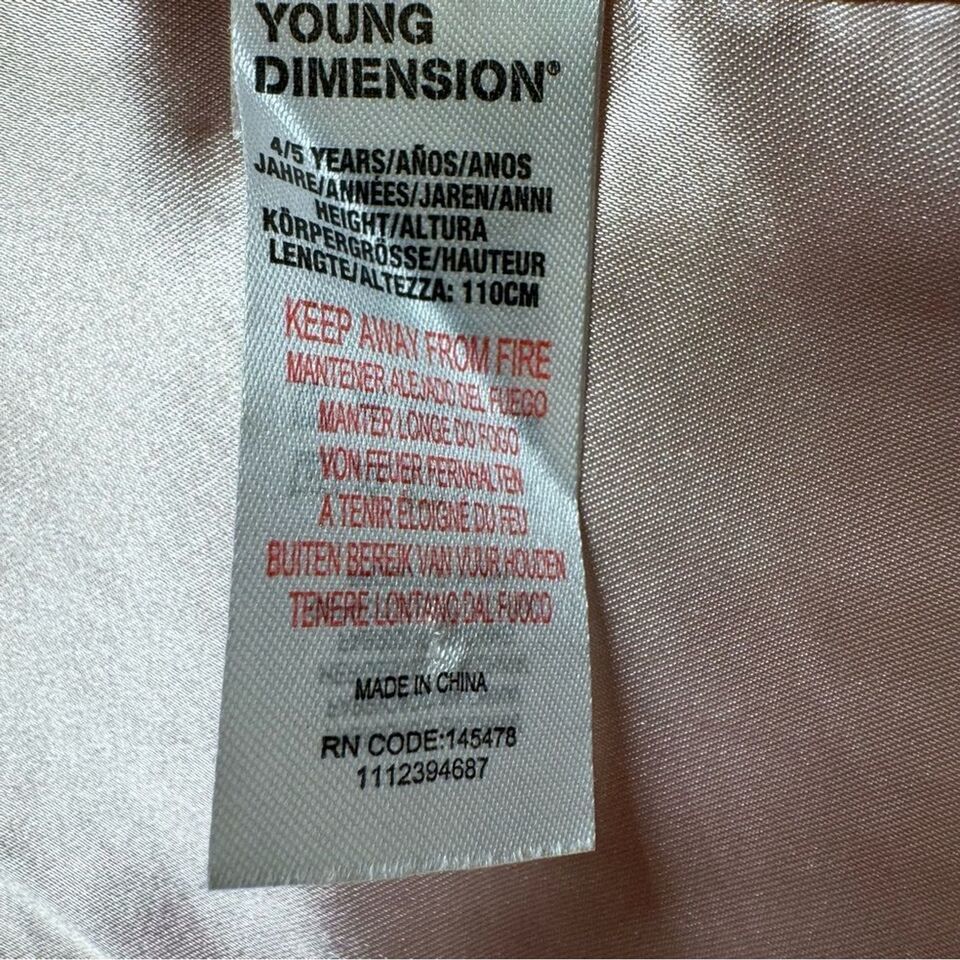 YOUNG
DIMENSION®
4/5 YEARS/AÑOS/ANOS
JAHRE/ANNÉES/JAREN/ANNI
HEIGHT/ALTURA
KÖRPERGRÖSSE/HAUTEUR
LENGTE/ALTEZZA: 110CM
KEEP AWAY FROM FIRE
MANTENER ALEJADO DEL FUEGO
MANTER LONGE DO FOGO
VON FEUER FERNHALTEN
A TENIR ÉLOIGNE DU FEU
BUITEN BEREIK VAN VUUR HOUDEN
TENERE LONTANO DAL FUOCO
MADE IN CHINA
RN CODE:145478
1112394687